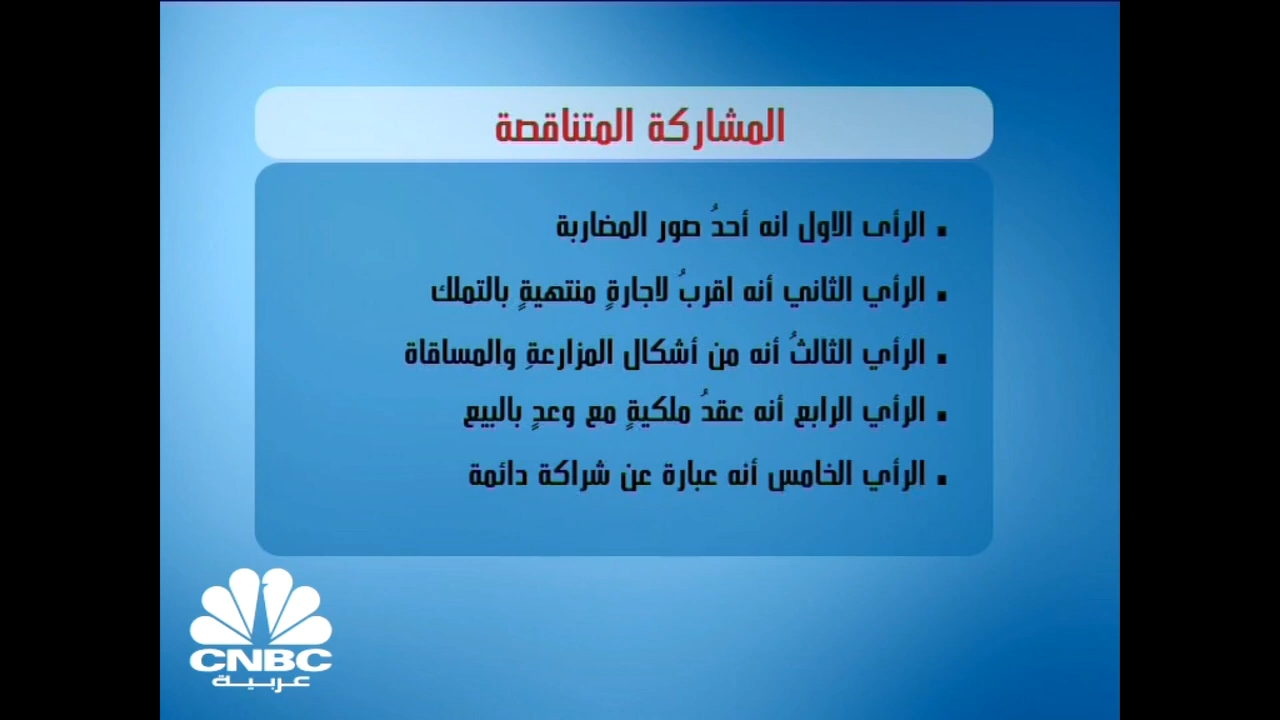 المشاركة المتناقصة
▪ الرأى الاول انه أحدُ صور المضاربة
▪ الرأي الثاني أنه اقربُ لاجارةٍ منتهيةٍ بالتملك
▪ الرأي الثالثُ أنه من أشكال المزارعةِ والمساقاة
▪ الرأي الرابع أنه عقدُ ملكيةٍ مع وعدٍ بالبيع
▪ الرأي الخامس أنه عبارة عن شراكة دائمة
CNBC
عربية